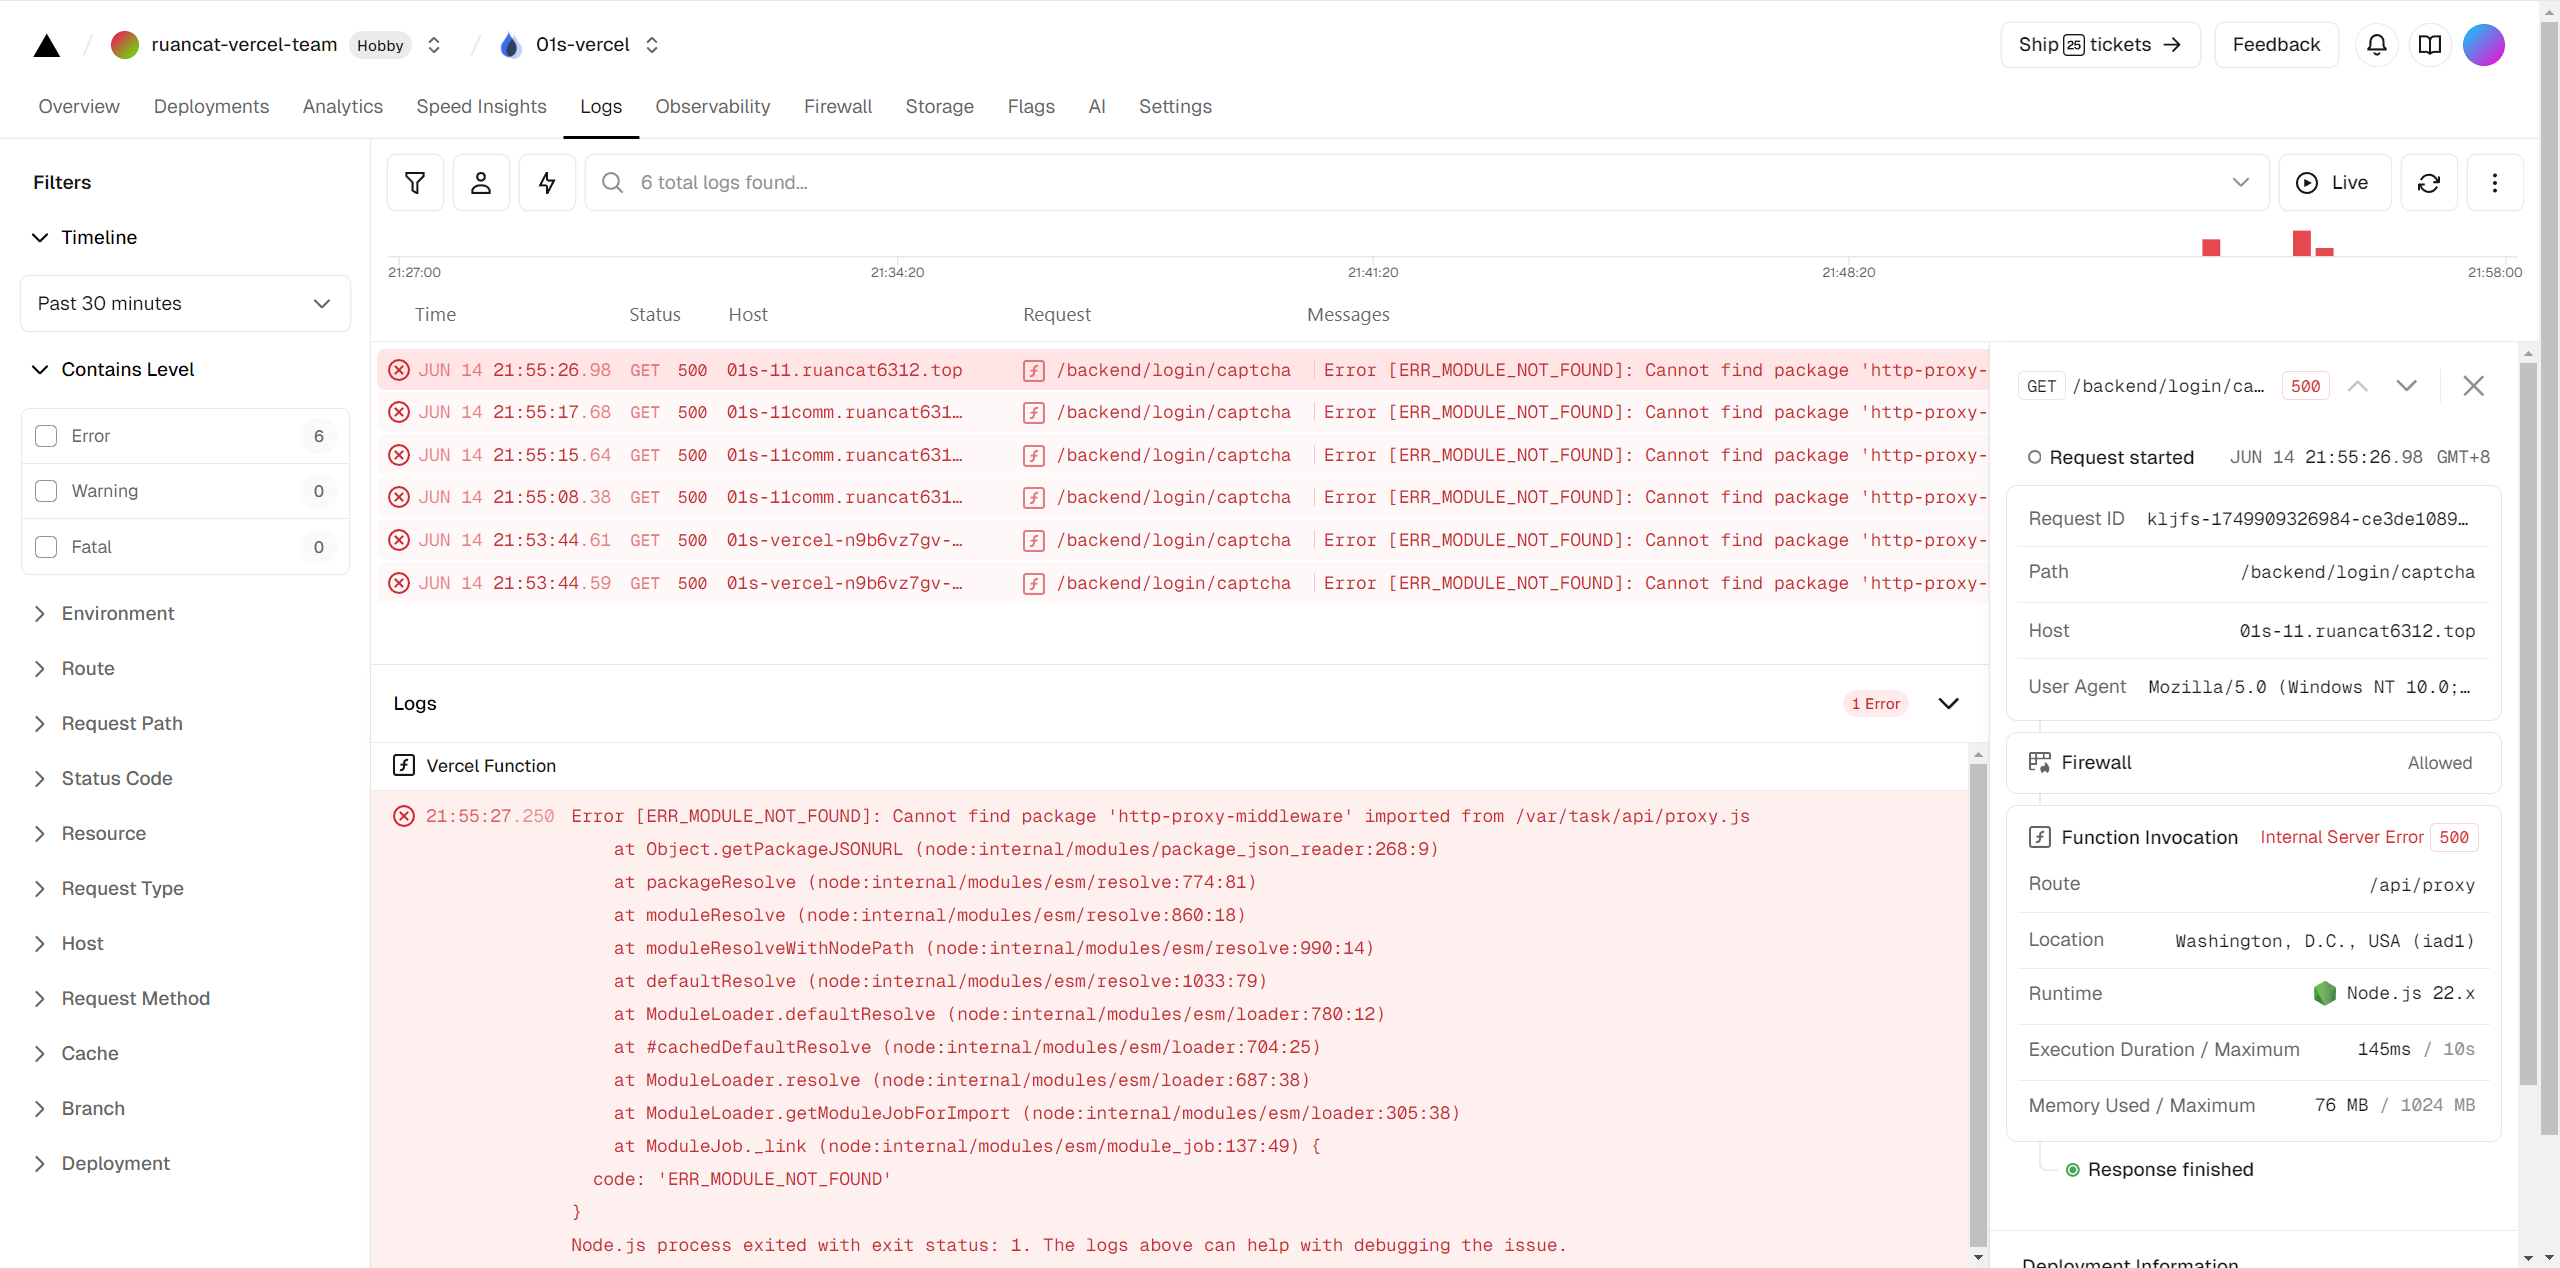 ruancat-vercel-team Hobby 01s-vercel Ship 25 tickets → Feedback
Overview Deployments Analytics Speed Insights Logs Observability Firewall Storage Flags AI Settings
Filters
Timeline
Past 30 minutes
Contains Level
Error 6
Warning 0
Fatal 0
Environment
Route
Request Path
Status Code
Resource
Request Type
Host
Request Method
Cache
Branch
Deployment
6 total logs found...
Live
21:27:00 21:34:20 21:41:20 21:48:20 21:58:00
Time Status Host Request Messages
JUN 14 21:55:26.98 GET 500 01s-11.ruancat6312.top /backend/login/captcha Error [ERR_MODULE_NOT_FOUND]: Cannot find package 'http-proxy-
JUN 14 21:55:17.68 GET 500 01s-11comm.ruancat631… /backend/login/captcha Error [ERR_MODULE_NOT_FOUND]: Cannot find package 'http-proxy-
JUN 14 21:55:15.64 GET 500 01s-11comm.ruancat631… /backend/login/captcha Error [ERR_MODULE_NOT_FOUND]: Cannot find package 'http-proxy-
JUN 14 21:55:08.38 GET 500 01s-11comm.ruancat631… /backend/login/captcha Error [ERR_MODULE_NOT_FOUND]: Cannot find package 'http-proxy-
JUN 14 21:53:44.61 GET 500 01s-vercel-n9b6vz7gv-… /backend/login/captcha Error [ERR_MODULE_NOT_FOUND]: Cannot find package 'http-proxy-
JUN 14 21:53:44.59 GET 500 01s-vercel-n9b6vz7gv-… /backend/login/captcha Error [ERR_MODULE_NOT_FOUND]: Cannot find package 'http-proxy-
Logs 1 Error
Vercel Function
21:55:27.250 Error [ERR_MODULE_NOT_FOUND]: Cannot find package 'http-proxy-middleware' imported from /var/task/api/proxy.js
at Object.getPackageJSONURL (node:internal/modules/package_json_reader:268:9)
at packageResolve (node:internal/modules/esm/resolve:774:81)
at moduleResolve (node:internal/modules/esm/resolve:860:18)
at moduleResolveWithNodePath (node:internal/modules/esm/resolve:990:14)
at defaultResolve (node:internal/modules/esm/resolve:1033:79)
at ModuleLoader.defaultResolve (node:internal/modules/esm/loader:780:12)
at #cachedDefaultResolve (node:internal/modules/esm/loader:704:25)
at ModuleLoader.resolve (node:internal/modules/esm/loader:687:38)
at ModuleLoader.getModuleJobForImport (node:internal/modules/esm/loader:305:38)
at ModuleJob._link (node:internal/modules/esm/module_job:137:49) {
code: 'ERR_MODULE_NOT_FOUND'
}
Node.js process exited with exit status: 1. The logs above can help with debugging the issue.
GET /backend/login/ca… 500
Request started JUN 14 21:55:26.98 GMT+8
Request ID kljfs-1749909326984-ce3de1089…
Path /backend/login/captcha
Host 01s-11.ruancat6312.top
User Agent Mozilla/5.0 (Windows NT 10.0;…
Firewall Allowed
Function Invocation Internal Server Error 500
Route /api/proxy
Location Washington, D.C., USA (iad1)
Runtime Node.js 22.x
Execution Duration / Maximum 145ms / 10s
Memory Used / Maximum 76 MB / 1024 MB
Response finished
Deployment Information